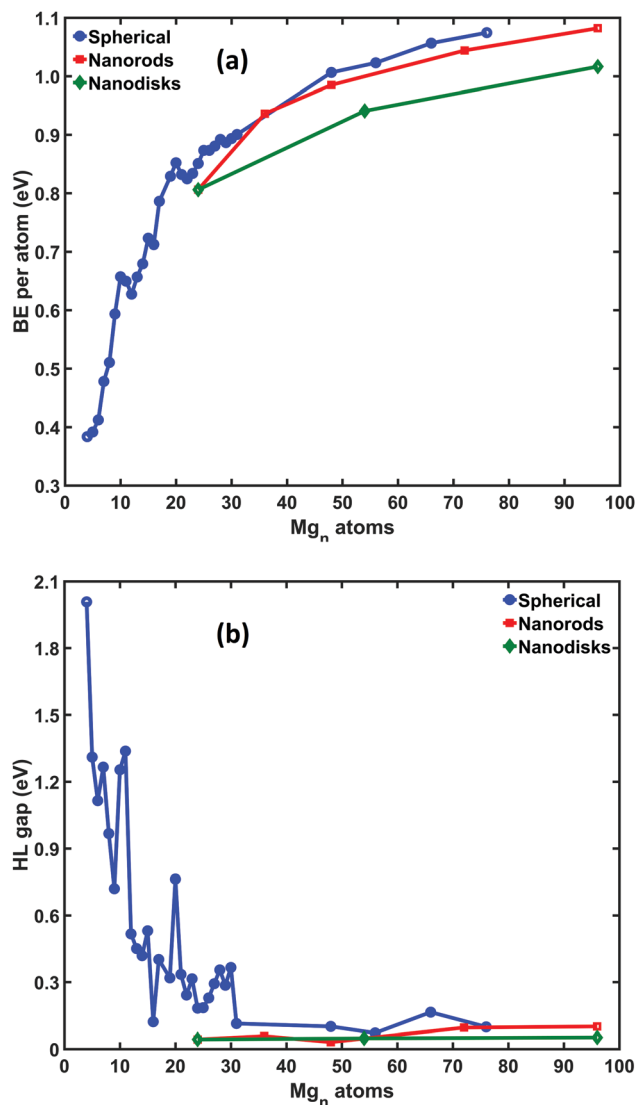 1.1
1.0
0.9
0.8
0.7
0.6
0.5
0.4
0.3
BE per atom (eV)
Spherical
Nanorods
Nanodisks
(a)
0 10 20 30 40 50 60 70 80 90 100
Mgn atoms
2.1
1.8
1.5
1.2
0.9
0.6
0.3
0
HL gap (eV)
(b)
Spherical
Nanorods
Nanodisks
0 10 20 30 40 50 60 70 80 90 100
Mgn atoms